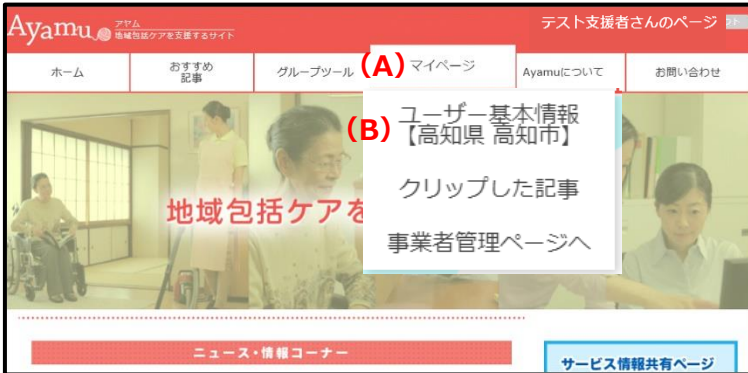 Ayamu
アヤム
地域包括ケアを支援するサイト
テスト支援者さんのページ
ホーム
おすすめ
記事
グループツール
(A)
マイページ
Ayamuについて
お問い合わせ
(B)
ユーザー基本情報
【高知県 高知市】
クリップした記事
事業者管理ページへ
地域包括ケアを
ニュース・情報コーナー
サービス情報共有ページ